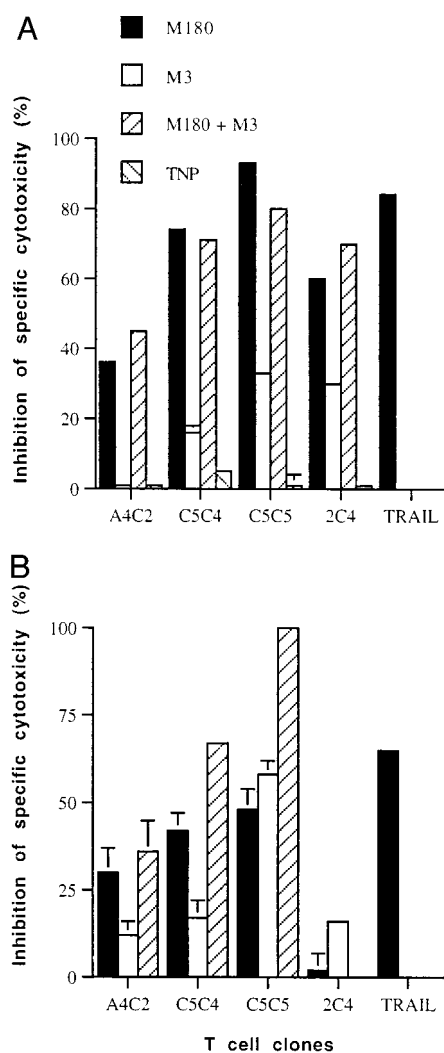 A
M180
M3
M180 + M3
TNP
Inhibition of specific cytotoxicity (%)
100
80
60
40
20
0
A4C2 C5C4 C5C5 2C4 TRAIL
B
Inhibition of specific cytotoxicity (%)
100
75
50
25
0
A4C2 C5C4 C5C5 2C4 TRAIL
T cell clones